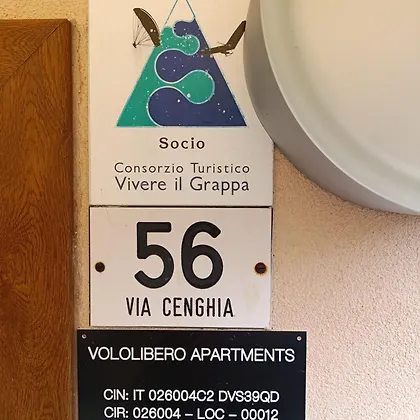 Socio
Consorzio Turistico
Vivere il Grappa
56
VIA CENGHIA
VOLOLIBERO APARTMENTS
CIN: IT 026004C2 DVS39QD
CIR: 026004 – LOC – 00012